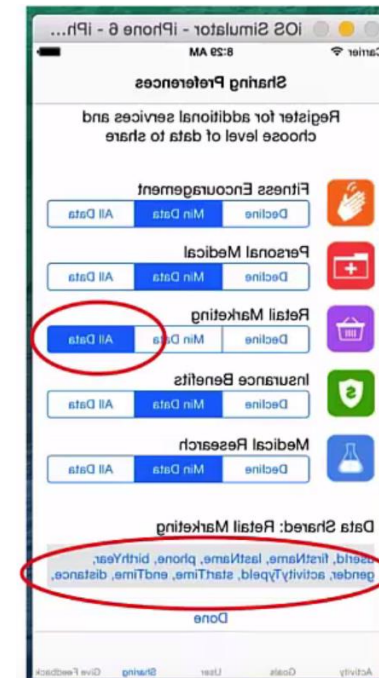 iOS Simulator - iPhone 6 - iPh...
Carrier 8:29 AM
Sharing Preferences
Register for additional services and
choose level of data to share
Fitness Encouragement
Decline Min Data All Data
Personal Medical
Decline Min Data All Data
Retail Marketing
Decline Min Data All Data
Insurance Benefits
Decline Min Data All Data
Medical Research
Decline Min Data All Data
Data Shared: Retail Marketing
userId, firstName, lastName, phone, birthYear,
gender, activityTypeId, startTime, endTime, distance,
Done
Activity Goals User Sharing Give Feedback